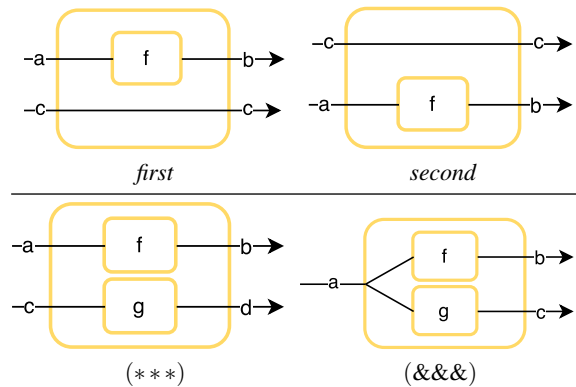 a f b
c c
first
c c
a f b
second
a f b
c g d
(∗∗∗)
f b
a
g c
(&&&)